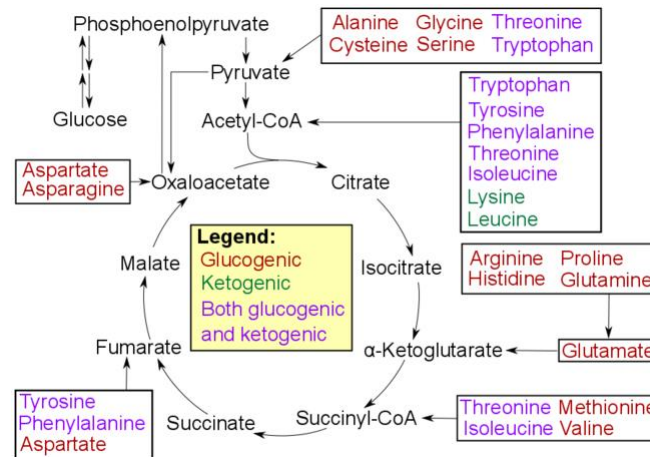 Phosphoenolpyruvate
Alanine Glycine Threonine
Cysteine Serine Tryptophan
Pyruvate
Glucose
Acetyl-CoA
Tryptophan
Tyrosine
Phenylalanine
Threonine
Isoleucine
Lysine
Leucine
Aspartate
Asparagine
Oxaloacetate
Citrate
Legend:
Glucogenic
Ketogenic
Both glucogenic
and ketogenic
Malate
Isocitrate
Arginine Proline
Histidine Glutamine
Fumarate
α-Ketoglutarate
Glutamate
Tyrosine
Phenylalanine
Aspartate
Succinate
Succinyl-CoA
Threonine Methionine
Isoleucine Valine